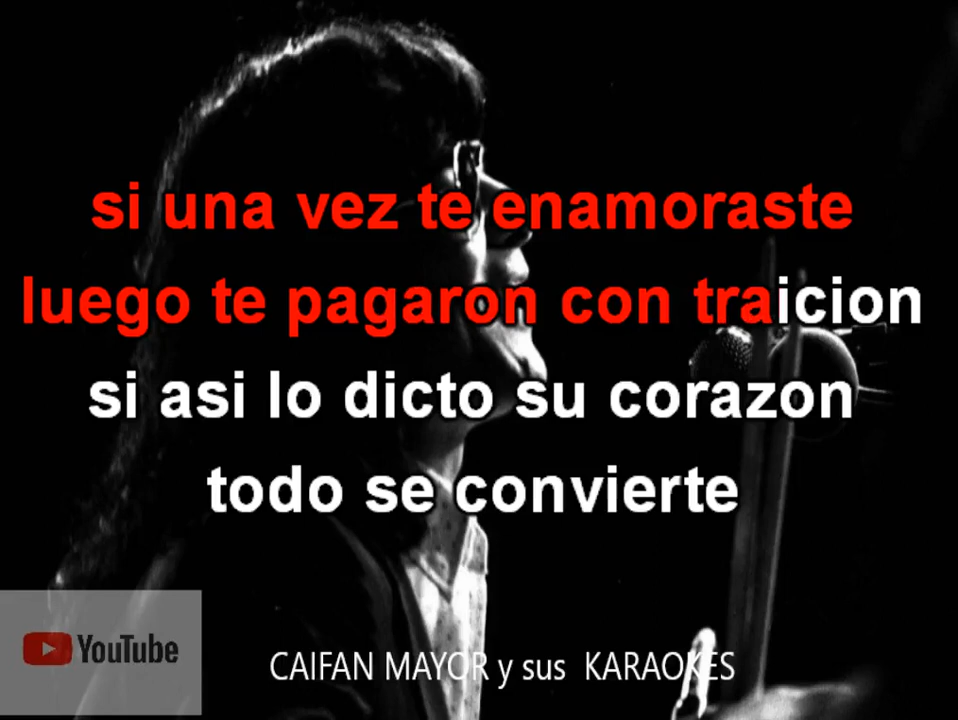 si una vez te enamoraste
luego te pagaron con traicion
si asi lo dicto su corazon
todo se convierte
YouTube
CAIFAN MAYOR y sus KARAOKES